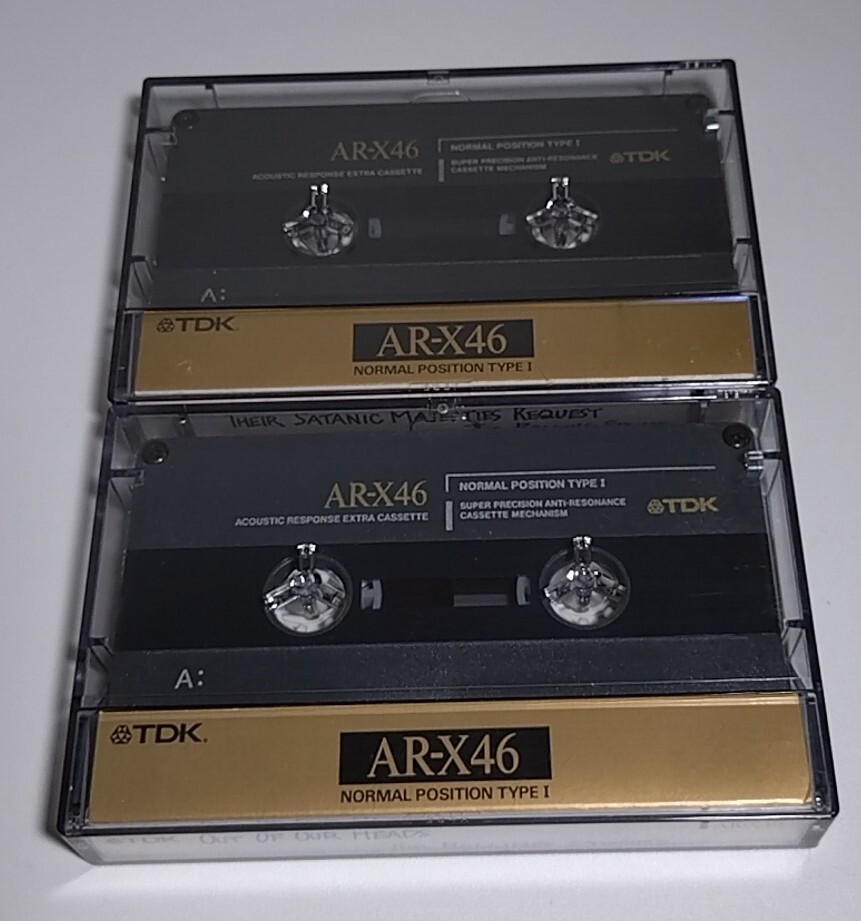 AR-X46
NORMAL POSITION TYPE I
ACOUSTIC RESPONSE EXTRA CASSETTE
SUPER PRECISION ANTI-RESONANCE
CASSETTE MECHANISM
TDK
A:
TDK
AR-X46
NORMAL POSITION TYPE I
THEIR SATANIC MAJESTIES REQUEST
AR-X46
NORMAL POSITION TYPE I
ACOUSTIC RESPONSE EXTRA CASSETTE
SUPER PRECISION ANTI-RESONANCE
CASSETTE MECHANISM
TDK
A:
TDK.
AR-X46
NORMAL POSITION TYPE I
TDK OUT OF OUR HEADS